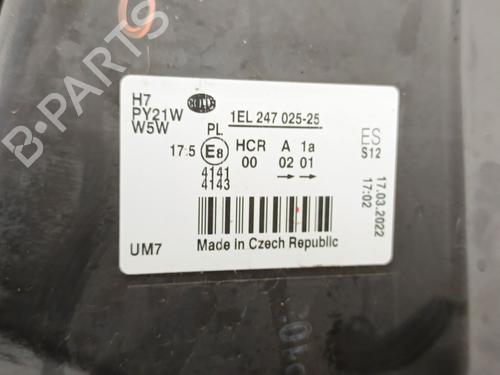 H7
PY21W
W5W
HELLA
1EL 247 025-25
PL
17.5 E8 HCR A 1a
00 02 01
4141
4143
ES
S12
17.03.2022
17:02
UM7
Made in Czech Republic
B-PARTS